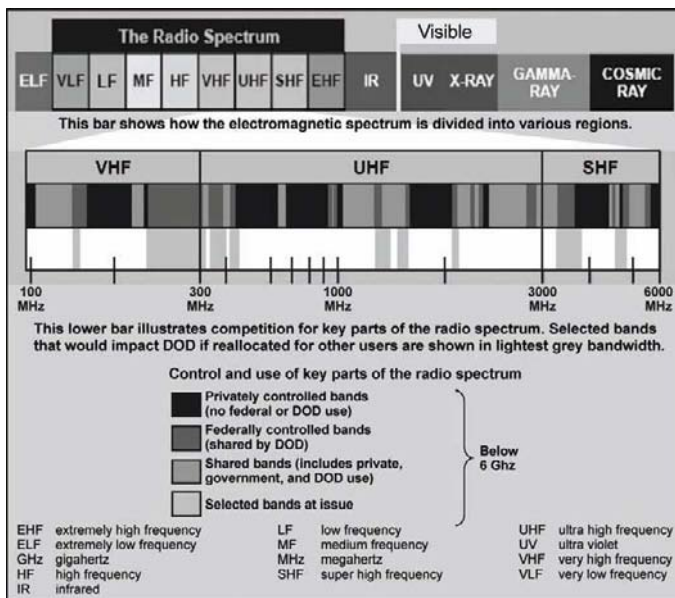 The Radio Spectrum
Visible
ELF VLF LF MF HF VHF UHF SHF EHF IR UV X-RAY GAMMA-RAY COSMIC RAY
This bar shows how the electromagnetic spectrum is divided into various regions.
VHF UHF SHF
100 MHz 300 MHz 1000 MHz 3000 MHz 6000 MHz
This lower bar illustrates competition for key parts of the radio spectrum. Selected bands
that would impact DOD if reallocated for other users are shown in lightest grey bandwidth.
Control and use of key parts of the radio spectrum
Privately controlled bands
(no federal or DOD use)
Federally controlled bands
(shared by DOD)
Shared bands (includes private,
government, and DOD use)
Selected bands at issue
Below
6 Ghz
EHF extremely high frequency
ELF extremely low frequency
GHz gigahertz
HF high frequency
IR infrared
LF low frequency
MF medium frequency
MHz megahertz
SHF super high frequency
UHF ultra high frequency
UV ultra violet
VHF very high frequency
VLF very low frequency